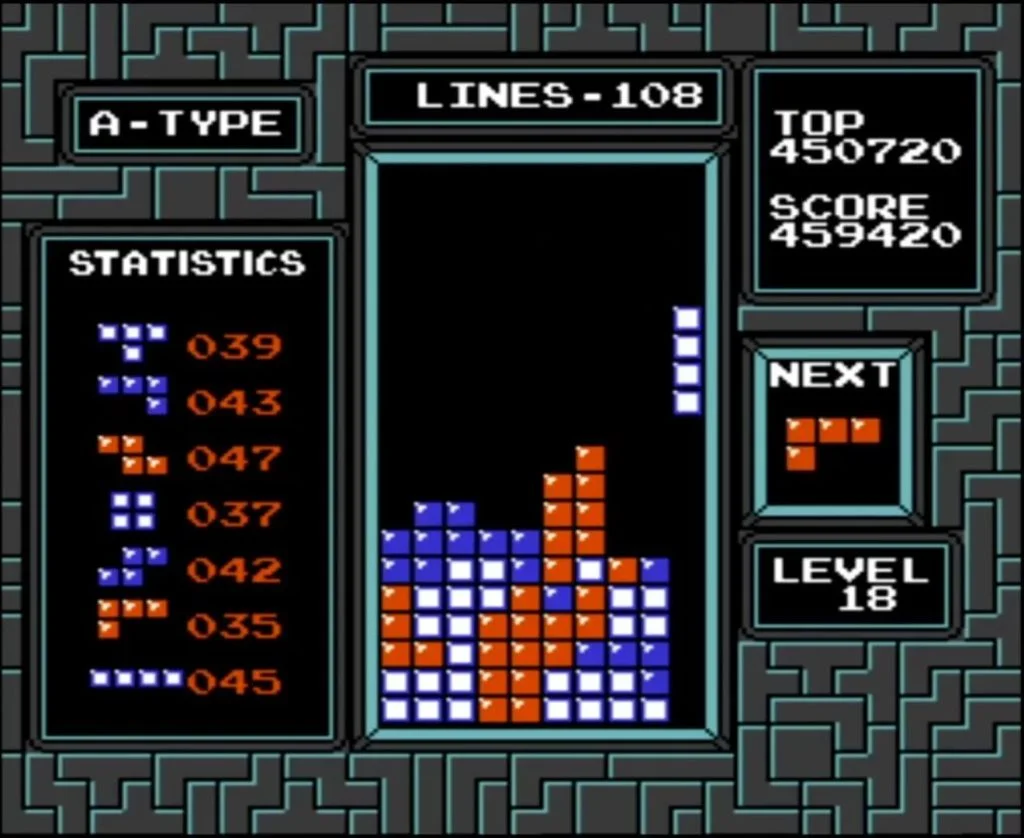 A-TYPE
LINES-108
TOP
450720
SCORE
459420
STATISTICS
039
043
047
037
042
035
045
NEXT
LEVEL
18